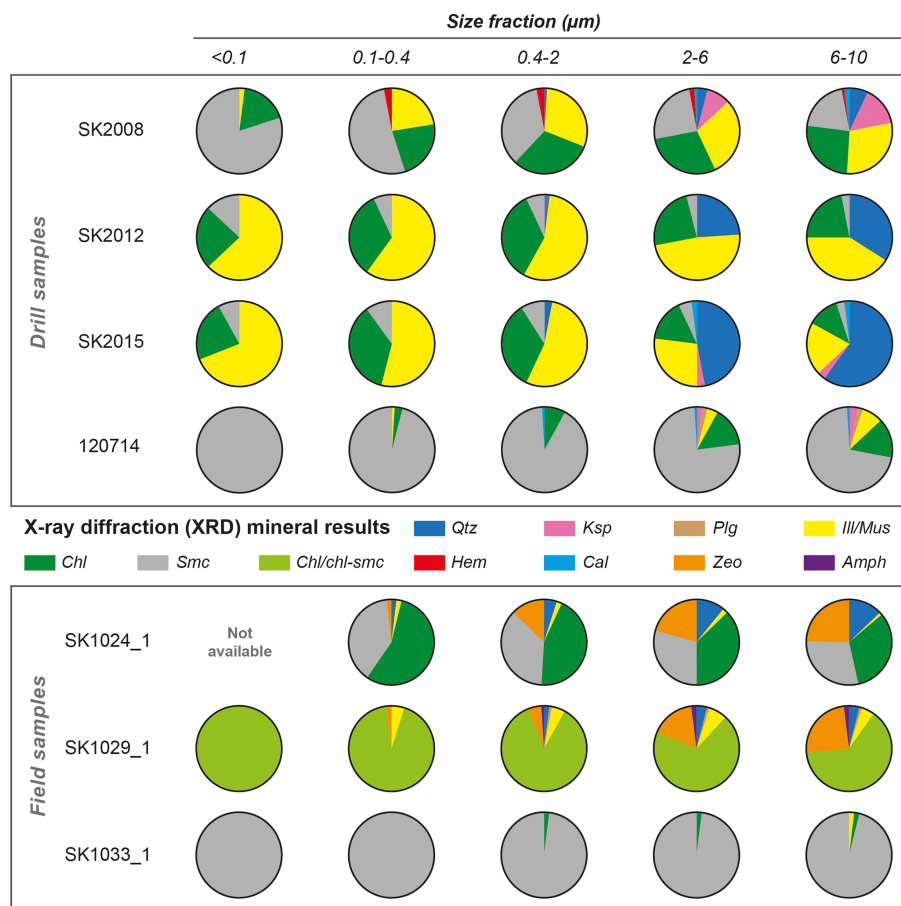 Size fraction (µm)
<0.1 0.1-0.4 0.4-2 2-6 6-10
Drill samples
SK2008
SK2012
SK2015
120714
X-ray diffraction (XRD) mineral results Qtz Ksp Plg Ill/Mus
Chl Smc Chl/chl-smc Hem Cal Zeo Amph
Field samples
SK1024_1
Not
available
SK1029_1
SK1033_1